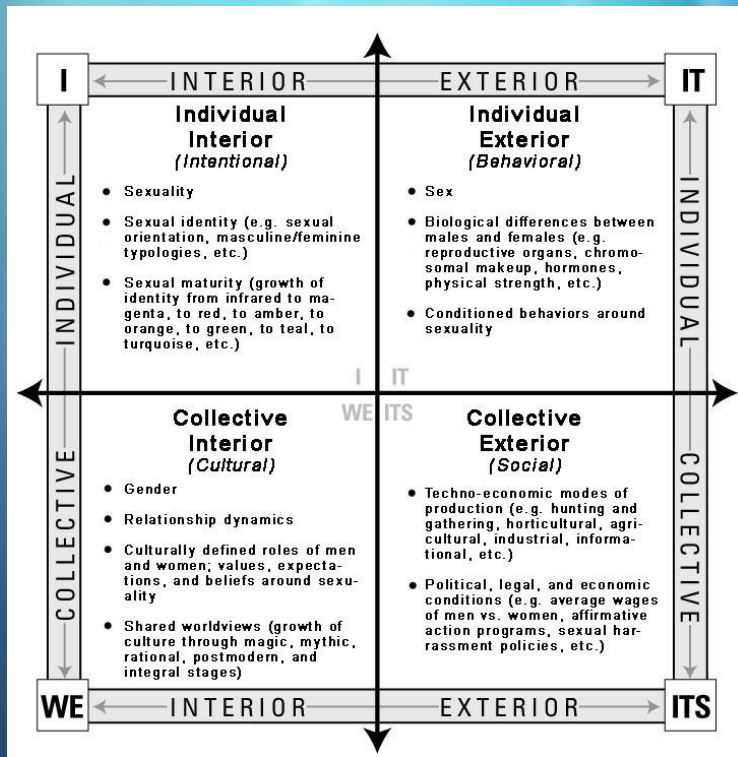 I
INTERIOR
EXTERIOR
IT
INDIVIDUAL
Individual
Interior
(Intentional)
• Sexuality
• Sexual identity (e.g. sexual
orientation, masculine/feminine
typologies, etc.)
• Sexual maturity (growth of
identity from infrared to ma-
genta, to red, to amber, to
orange, to green, to teal, to
turquoise, etc.)
Individual
Exterior
(Behavioral)
• Sex
• Biological differences between
males and females (e.g.
reproductive organs, chromo-
somal makeup, hormones,
physical strength, etc.)
• Conditioned behaviors around
sexuality
INDIVIDUAL
I IT
WE ITS
COLLECTIVE
Collective
Interior
(Cultural)
• Gender
• Relationship dynamics
• Culturally defined roles of men
and women; values, expecta-
tions, and beliefs around sexu-
ality
• Shared worldviews (growth of
culture through magic, mythic,
rational, postmodern, and
integral stages)
Collective
Exterior
(Social)
• Techno-economic modes of
production (e.g. hunting and
gathering, horticultural, agri-
cultural, industrial, informa-
tional, etc.)
• Political, legal, and economic
conditions (e.g. average wages
of men vs. women, affirmative
action programs, sexual har-
rassment policies, etc.)
COLLECTIVE
WE
INTERIOR
EXTERIOR
ITS